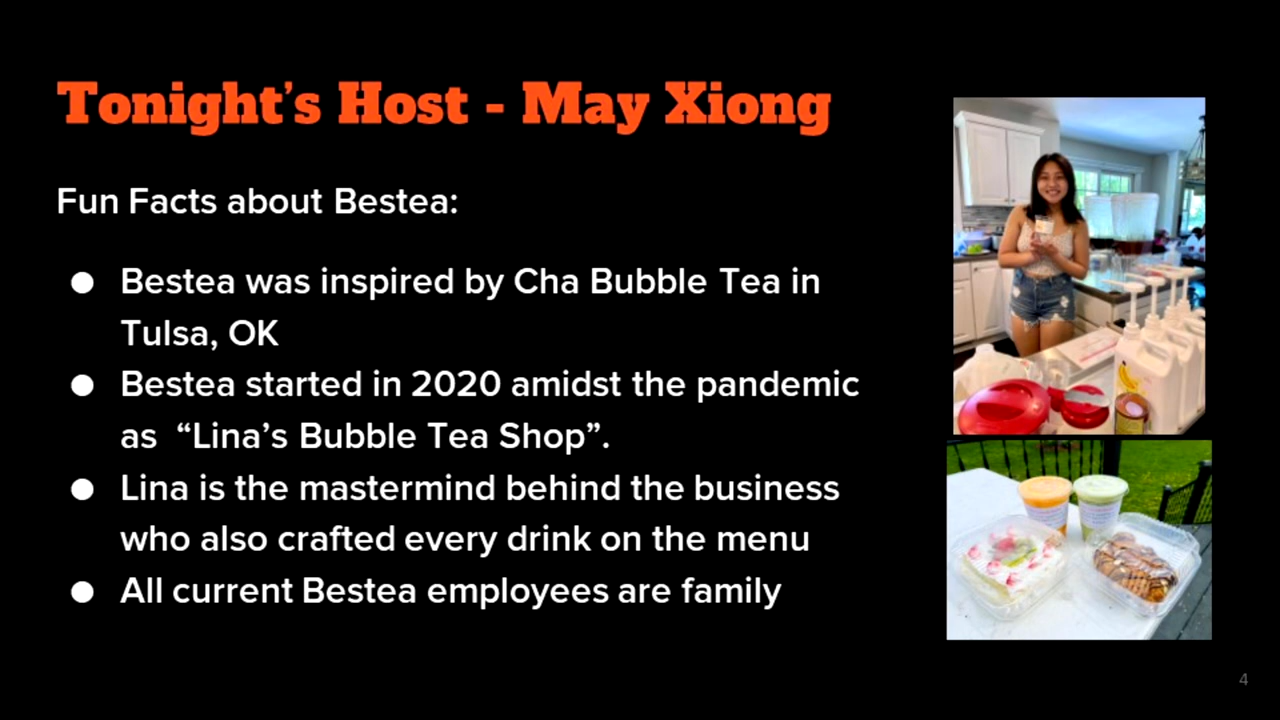 Tonight’s Host - May Xiong
Fun Facts about Bestea:
● Bestea was inspired by Cha Bubble Tea in
Tulsa, OK
● Bestea started in 2020 amidst the pandemic
as “Lina’s Bubble Tea Shop”.
● Lina is the mastermind behind the business
who also crafted every drink on the menu
● All current Bestea employees are family
4